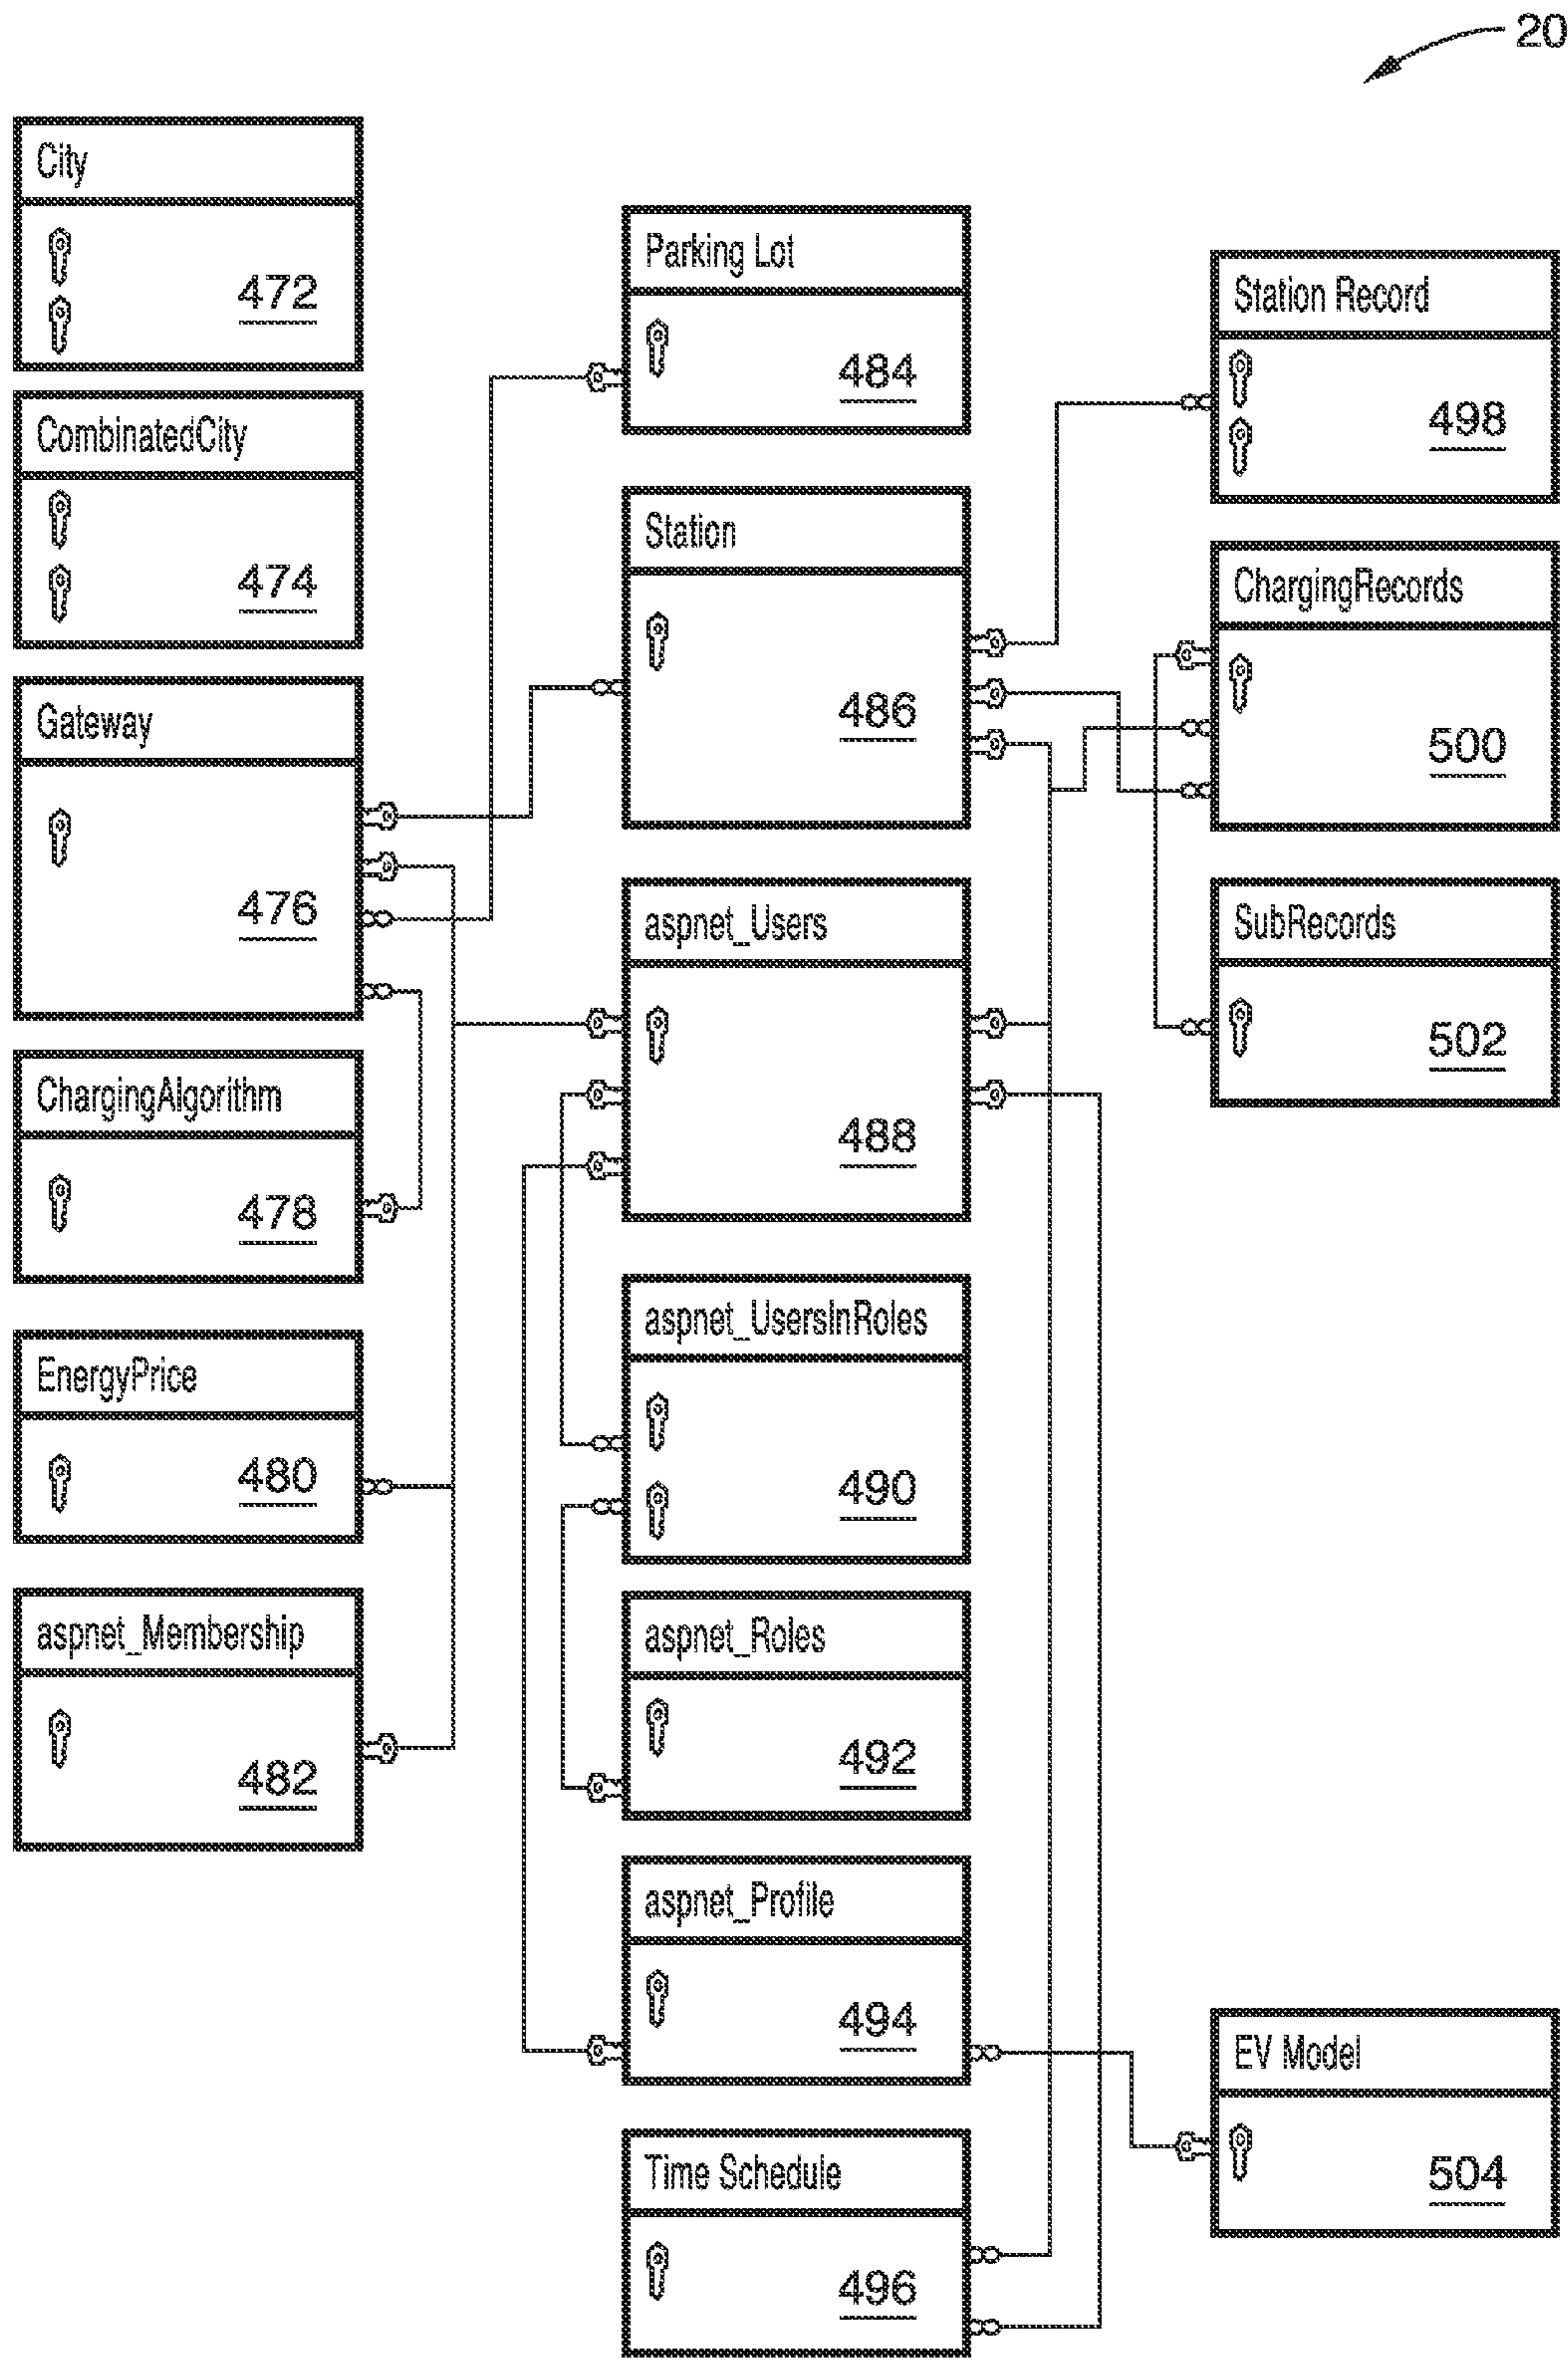 20
City
472
CombinatedCity
474
Gateway
476
ChargingAlgorithm
478
EnergyPrice
480
aspnet_Membership
482
Parking Lot
484
Station
486
aspnet_Users
488
aspnet_UsersInRoles
490
aspnet_Roles
492
aspnet_Profile
494
Time Schedule
496
Station Record
498
ChargingRecords
500
SubRecords
502
EV Model
504